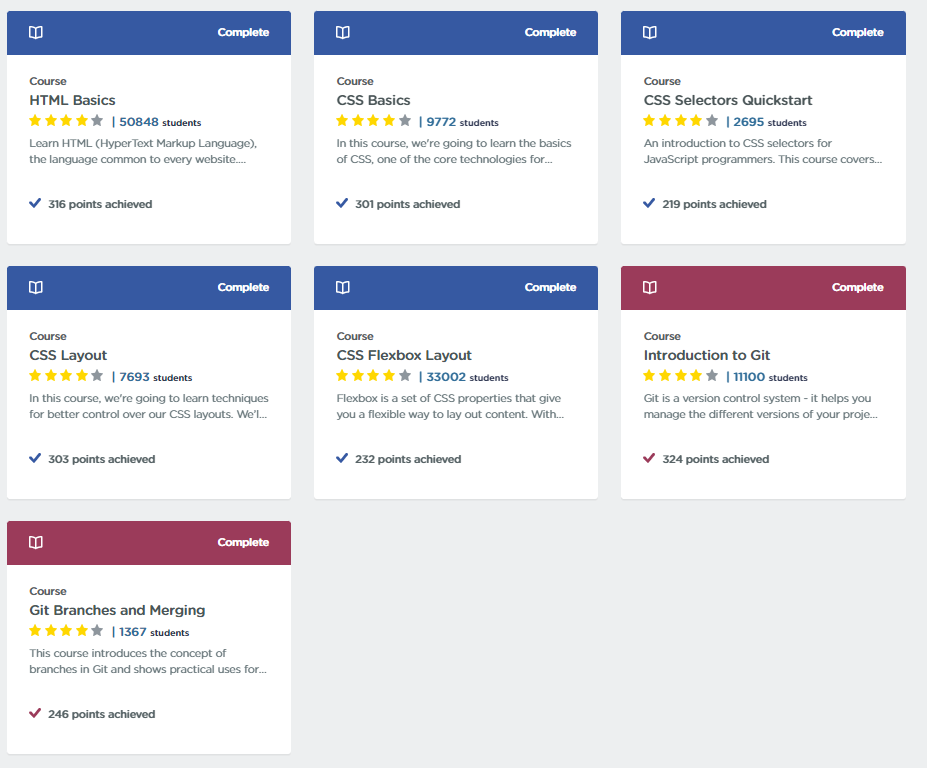 Complete
Course
HTML Basics
| 50848 students
Learn HTML (HyperText Markup Language),
the language common to every website....
316 points achieved
Complete
Course
CSS Basics
| 9772 students
In this course, we're going to learn the basics
of CSS, one of the core technologies for...
301 points achieved
Complete
Course
CSS Selectors Quickstart
| 2695 students
An introduction to CSS selectors for
JavaScript programmers. This course covers...
219 points achieved
Complete
Course
CSS Layout
| 7693 students
In this course, we're going to learn techniques
for better control over our CSS layouts. We'l...
303 points achieved
Complete
Course
CSS Flexbox Layout
| 33002 students
Flexbox is a set of CSS properties that give
you a flexible way to lay out content. With...
232 points achieved
Complete
Course
Introduction to Git
| 11100 students
Git is a version control system - it helps you
manage the different versions of your proje...
324 points achieved
Complete
Course
Git Branches and Merging
| 1367 students
This course introduces the concept of
branches in Git and shows practical uses for...
246 points achieved